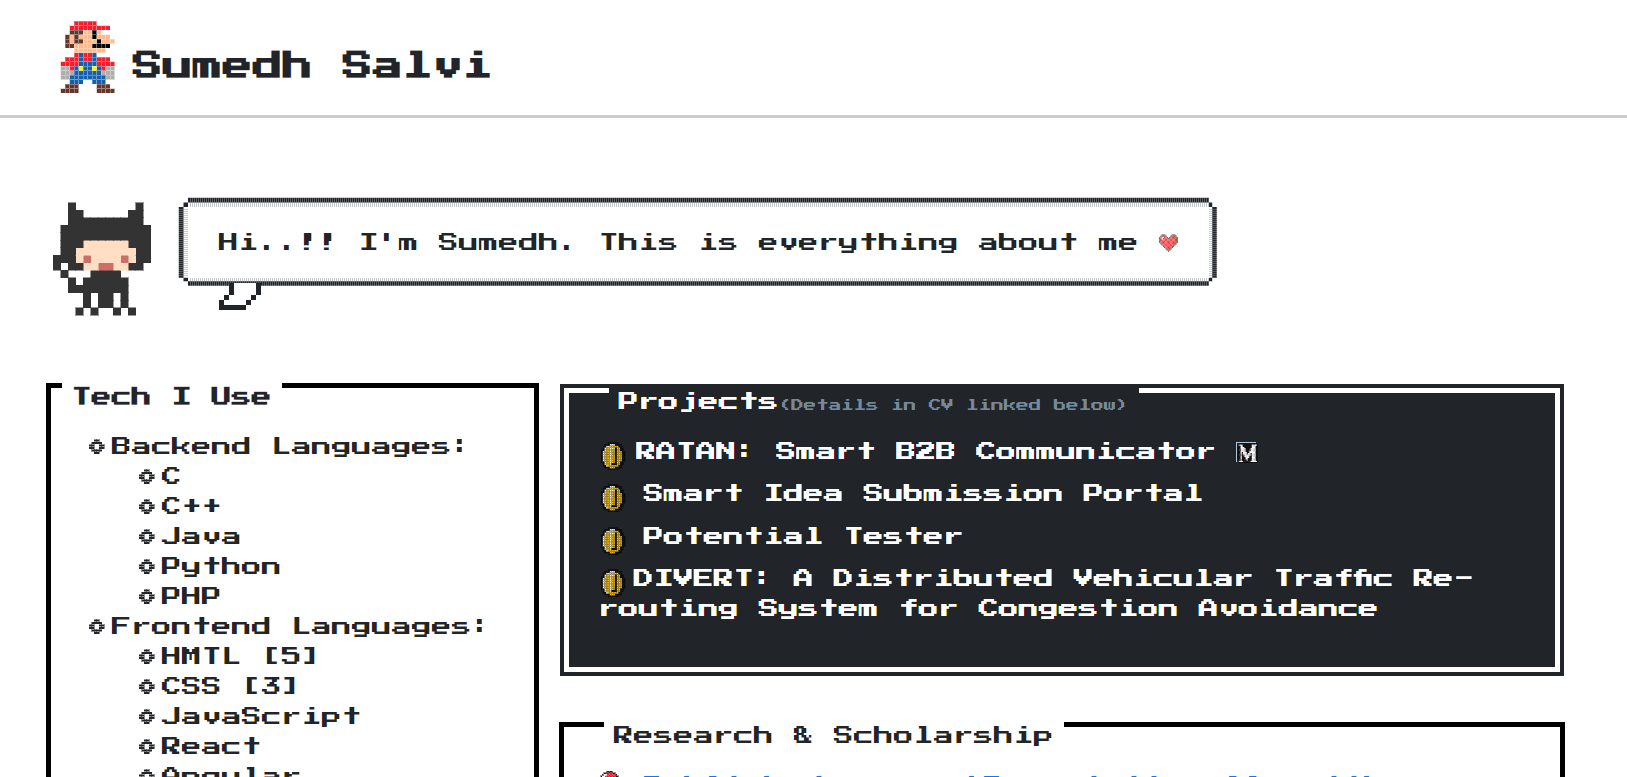 Sumedh Salvi
Hi..!! I'm Sumedh. This is everything about me
Tech I Use
Backend Languages:
C
C++
Java
Python
PHP
Frontend Languages:
HMTL [5]
CSS [3]
JavaScript
React
Angular
Projects(Details in CV linked below)
RATAN: Smart B2B Communicator M
Smart Idea Submission Portal
Potential Tester
DIVERT: A Distributed Vehicular Traffic Re-
routing System for Congestion Avoidance
Research & Scholarship